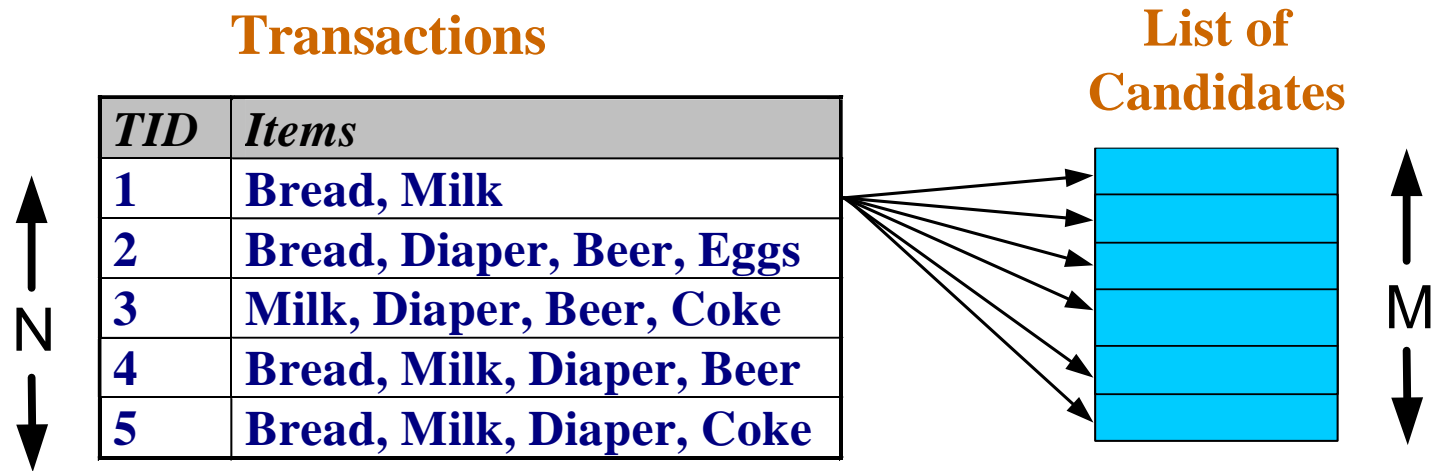 Transactions
List of
Candidates
TID Items
1 Bread, Milk
2 Bread, Diaper, Beer, Eggs
3 Milk, Diaper, Beer, Coke
4 Bread, Milk, Diaper, Beer
5 Bread, Milk, Diaper, Coke
N
M